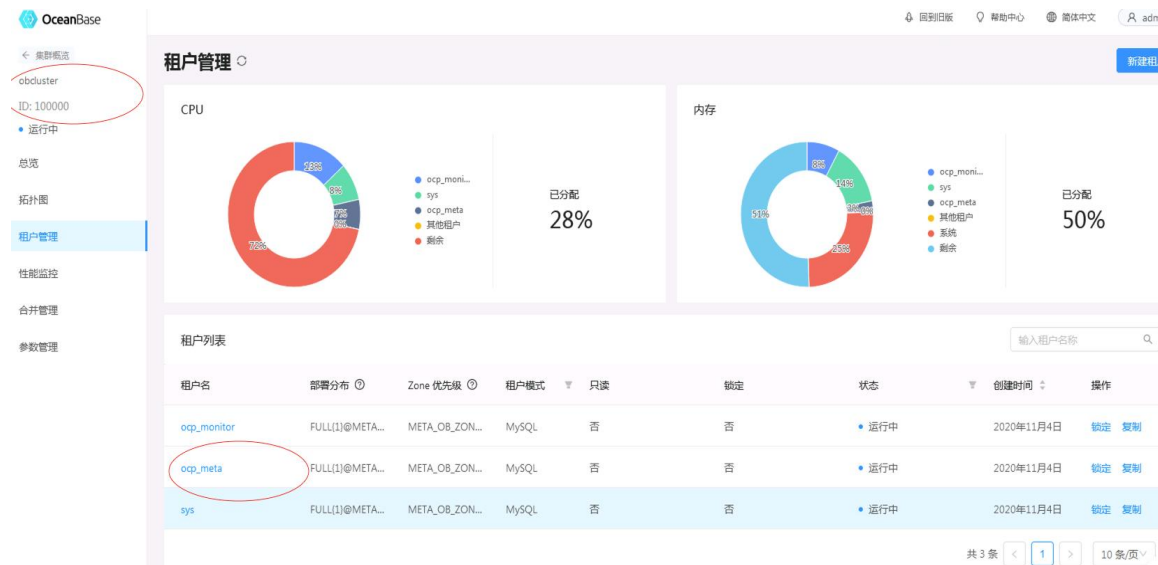 OceanBase
回到旧版 帮助中心 简体中文 adm
← 集群概览
obcluster
ID: 100000
运行中
总览
拓扑图
租户管理
性能监控
合并管理
参数管理
租户管理
新建租户
CPU
13%
8%
7%
72%
ocp_moni...
sys
ocp_meta
其他租户
剩余
已分配
28%
内存
8%
14%
25%
51%
ocp_moni...
sys
ocp_meta
其他租户
系统
剩余
已分配
50%
租户列表
输入租户名称
租户名 部署分布 Zone 优先级 租户模式 只读 锁定 状态 创建时间 操作
ocp_monitor FULL{1}@META... META_OB_ZON... MySQL 否 否 运行中 2020年11月4日 锁定 复制
ocp_meta FULL{1}@META... META_OB_ZON... MySQL 否 否 运行中 2020年11月4日 锁定 复制
sys FULL{1}@META... META_OB_ZON... MySQL 否 否 运行中 2020年11月4日 锁定 复制
共 3 条 < 1 > 10 条/页